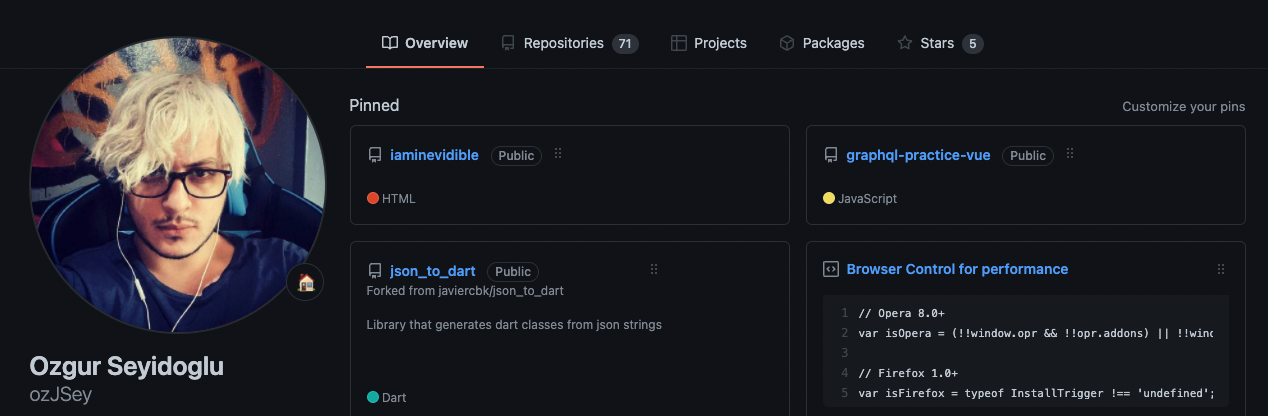 Overview
Repositories 71
Projects
Packages
Stars 5
Pinned
Customize your pins
iaminevidible Public
HTML
graphql-practice-vue Public
JavaScript
json_to_dart Public
Forked from javiercbk/json_to_dart
Library that generates dart classes from json strings
Dart
Browser Control for performance
1 // Opera 8.0+
2 var isOpera = (!!window.opr && !!opr.addons) || !!wind
3
4 // Firefox 1.0+
5 var isFirefox = typeof InstallTrigger !== 'undefined';
Ozgur Seyidoglu
ozJSey